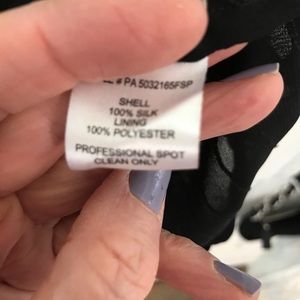 # PA 5032165FSP
SHELL
100% SILK
LINING
100% POLYESTER
PROFESSIONAL SPOT
CLEAN ONLY